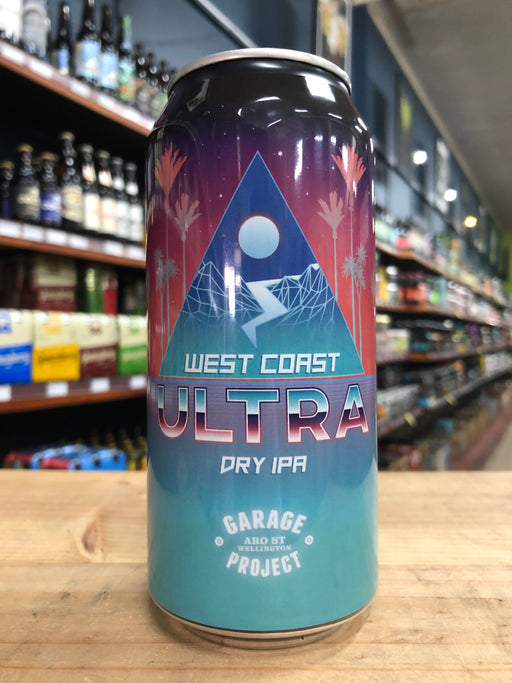 WEST COAST
ULTRA
DRY IPA
GARAGE
ARO ST
WELLINGTON
PROJECT